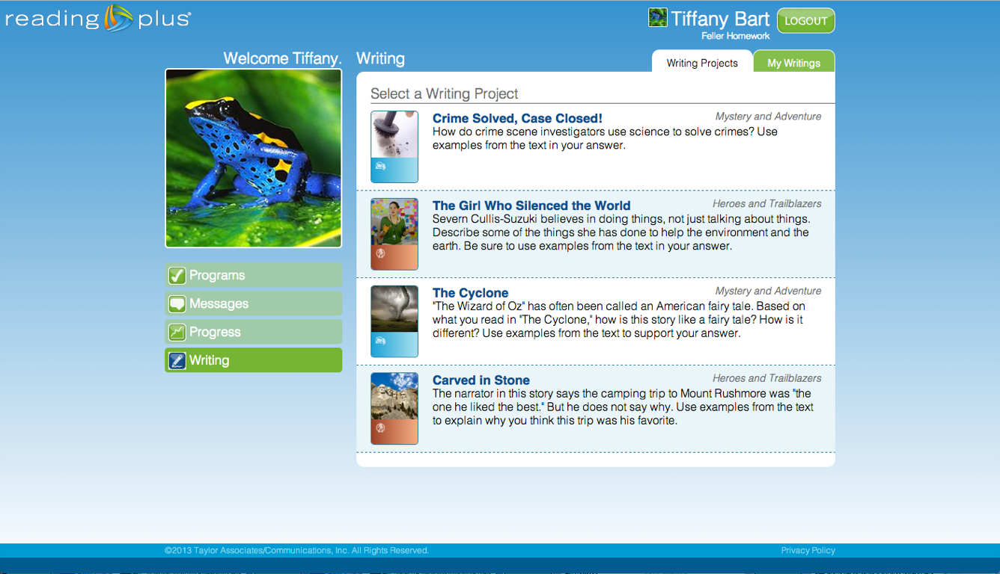 reading plus®
Tiffany Bart
LOGOUT
Feller Homework
Welcome Tiffany.
Writing
Writing Projects
My Writings
Programs
Messages
Progress
Writing
Select a Writing Project
Crime Solved, Case Closed!
Mystery and Adventure
How do crime scene investigators use science to solve crimes? Use
examples from the text in your answer.
The Girl Who Silenced the World
Heroes and Trailblazers
Severn Cullis-Suzuki believes in doing things, not just talking about things.
Describe some of the things she has done to help the environment and the
earth. Be sure to use examples from the text in your answer.
The Cyclone
Mystery and Adventure
"The Wizard of Oz" has often been called an American fairy tale. Based on
what you read in "The Cyclone," how is this story like a fairy tale? How is it
different? Use examples from the text to support your answer.
Carved in Stone
Heroes and Trailblazers
The narrator in this story says the camping trip to Mount Rushmore was "the
one he liked the best." But he does not say why. Use examples from the text
to explain why you think this trip was his favorite.
©2013 Taylor Associates/Communications, Inc. All Rights Reserved.
Privacy Policy